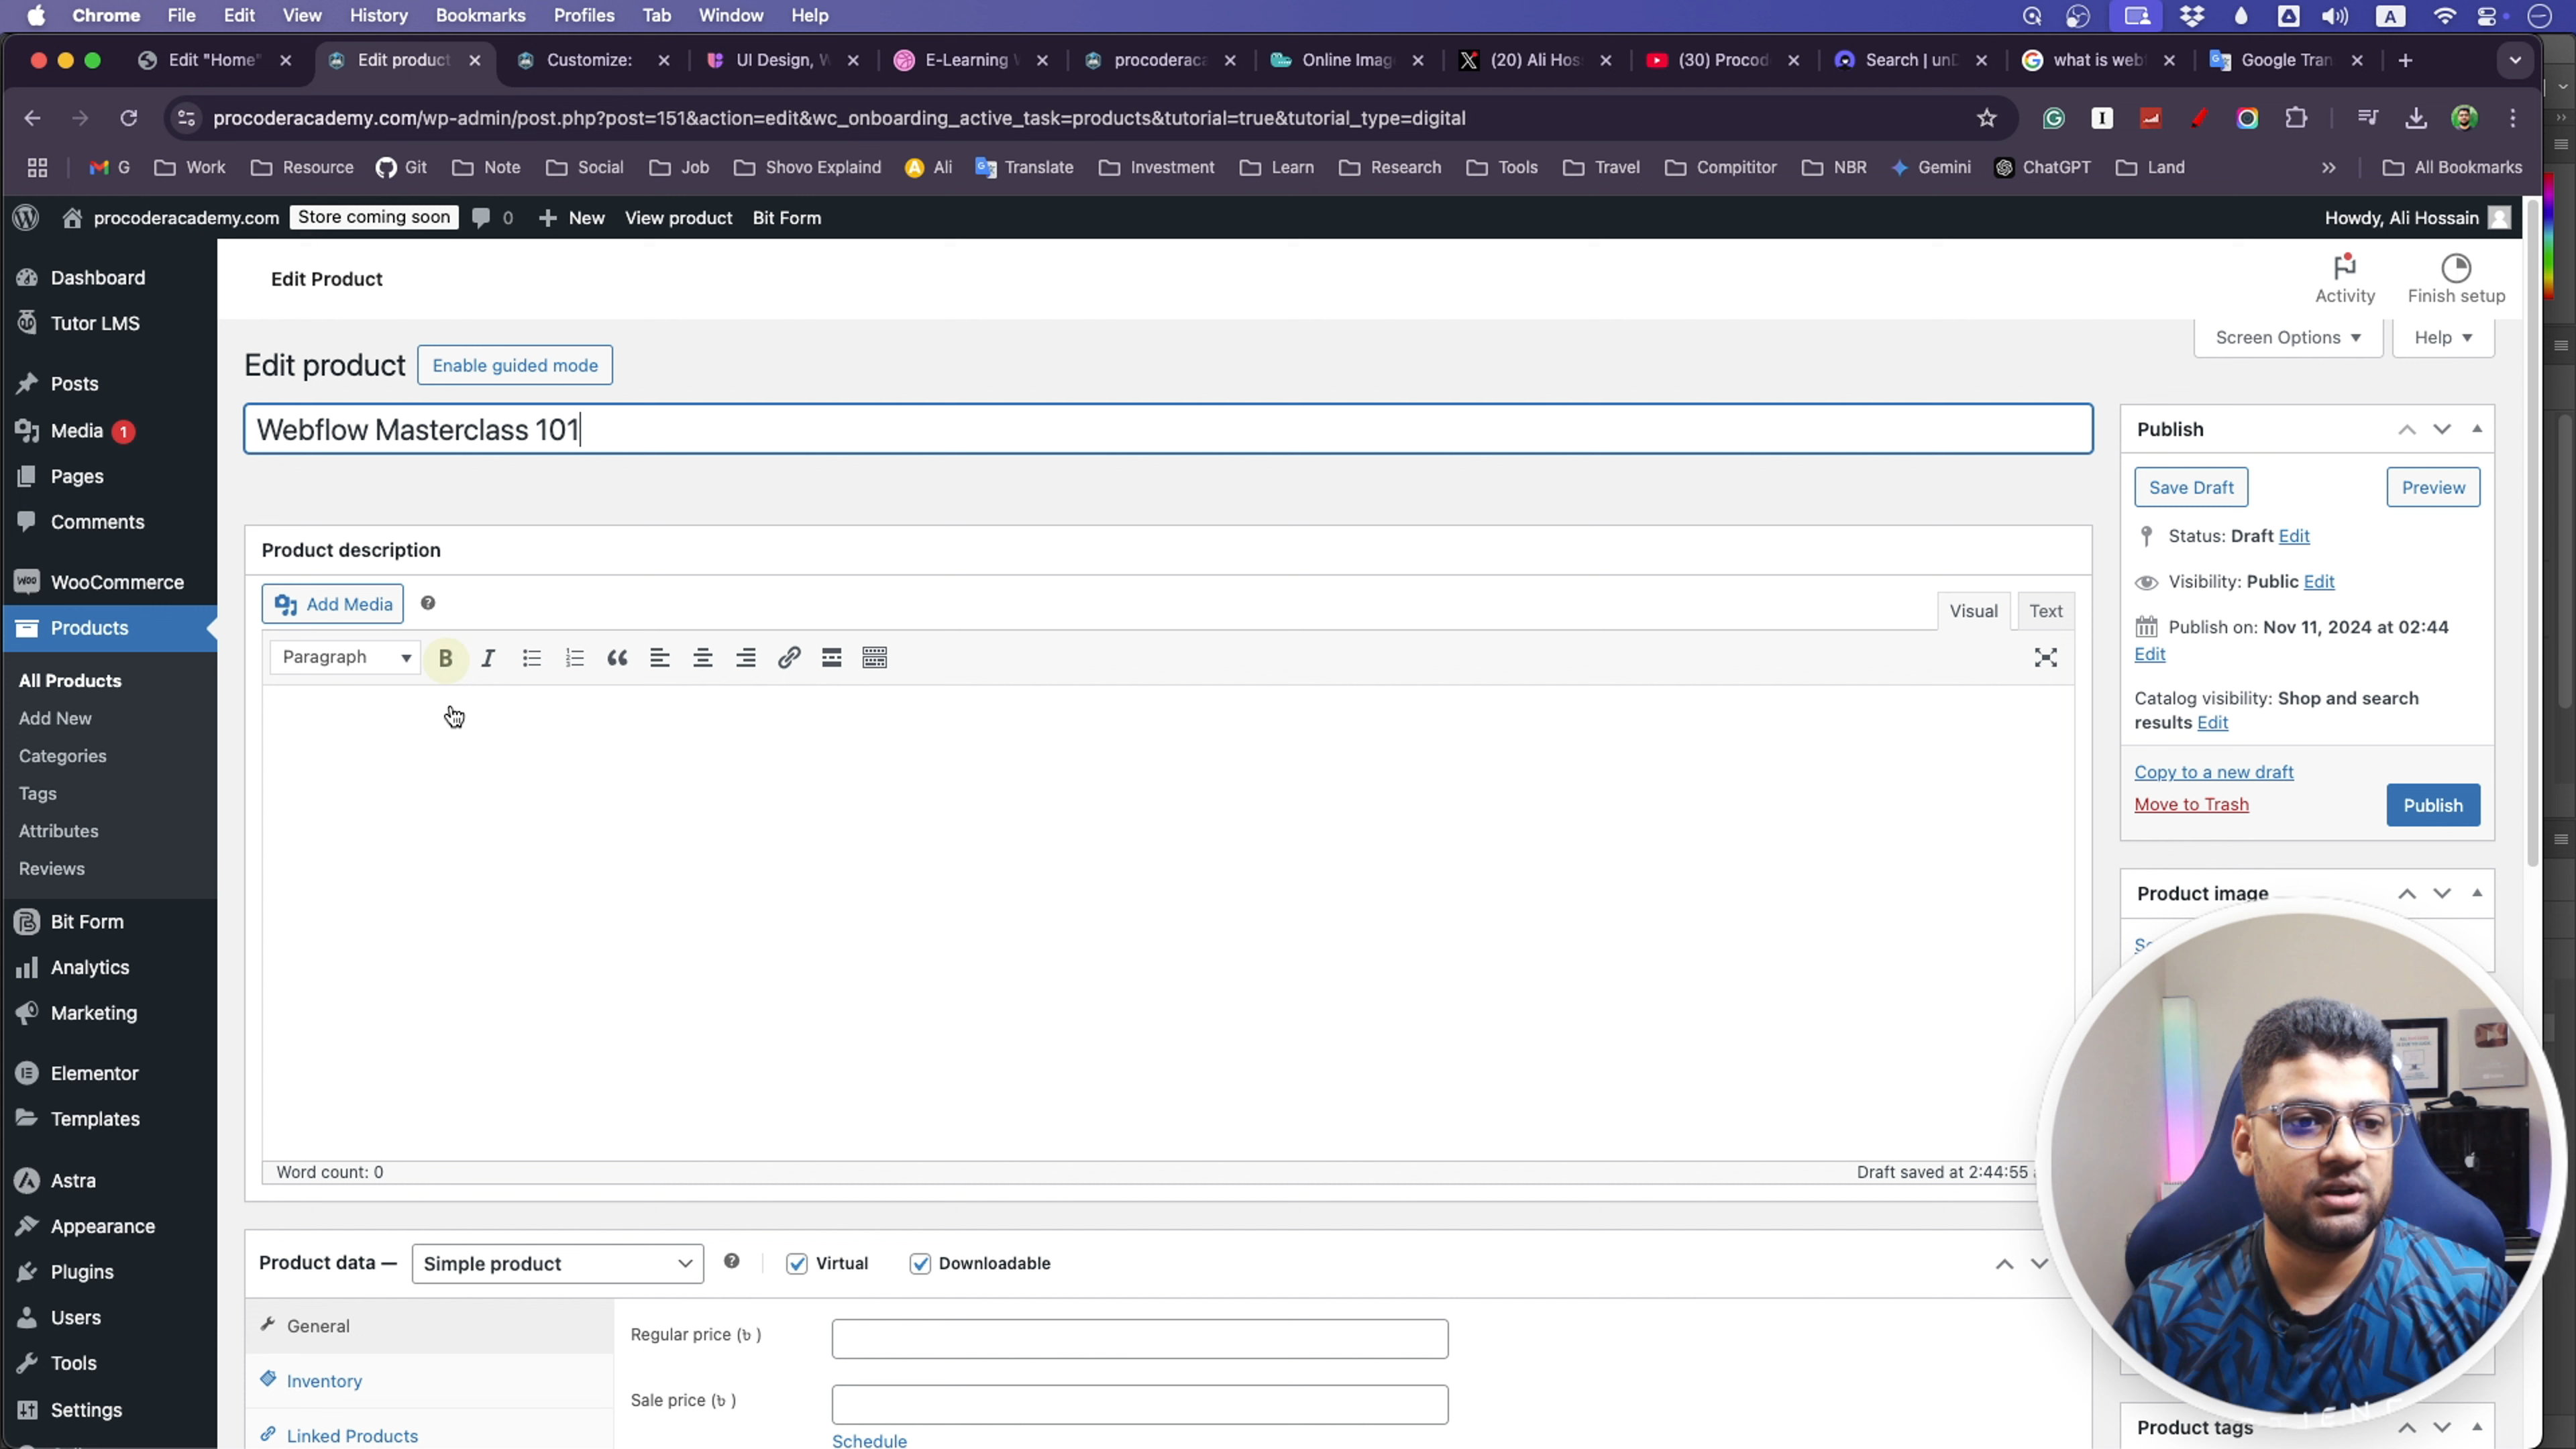 Chrome File Edit View History Bookmarks Profiles Tab Window Help
Edit "Home" Edit product Customize: UI Design, W E-Learning procoderaca Online Imag (20) Ali Hos (30) Procod Search | unD what is web Google Tran
procoderacademy.com/wp-admin/post.php?post=151&action=edit&wc_onboarding_active_task=products&tutorial=true&tutorial_type=digital
G Work Resource Git Note Social Job Shovo Explaind Ali Translate Investment Learn Research Tools Travel Compititor NBR Gemini ChatGPT Land » All Bookmarks
procoderacademy.com Store coming soon 0 + New View product Bit Form Howdy, Ali Hossain
Dashboard
Tutor LMS
Posts
Media 1
Pages
Comments
WooCommerce
Products
All Products
Add New
Categories
Tags
Attributes
Reviews
Bit Form
Analytics
Marketing
Elementor
Templates
Astra
Appearance
Plugins
Users
Tools
Settings
Edit Product
Activity Finish setup
Screen Options Help
Edit product Enable guided mode
Webflow Masterclass 101
Product description
Add Media
Visual Text
Paragraph B I
Word count: 0 Draft saved at 2:44:55
Product data — Simple product Virtual Downloadable
General
Inventory
Linked Products
Regular price (৳ )
Sale price (৳ )
Schedule
Publish
Save Draft Preview
Status: Draft Edit
Visibility: Public Edit
Publish on: Nov 11, 2024 at 02:44
Edit
Catalog visibility: Shop and search
results Edit
Copy to a new draft
Move to Trash Publish
Product image
Product tags